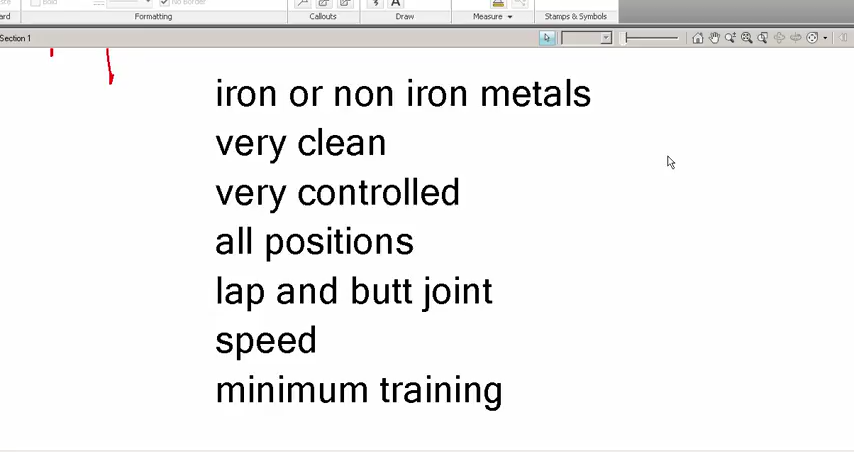 Bold
No Border
Formatting
Callouts
Draw
Measure
Stamps & Symbols
Section 1
iron or non iron metals
very clean
very controlled
all positions
lap and butt joint
speed
minimum training